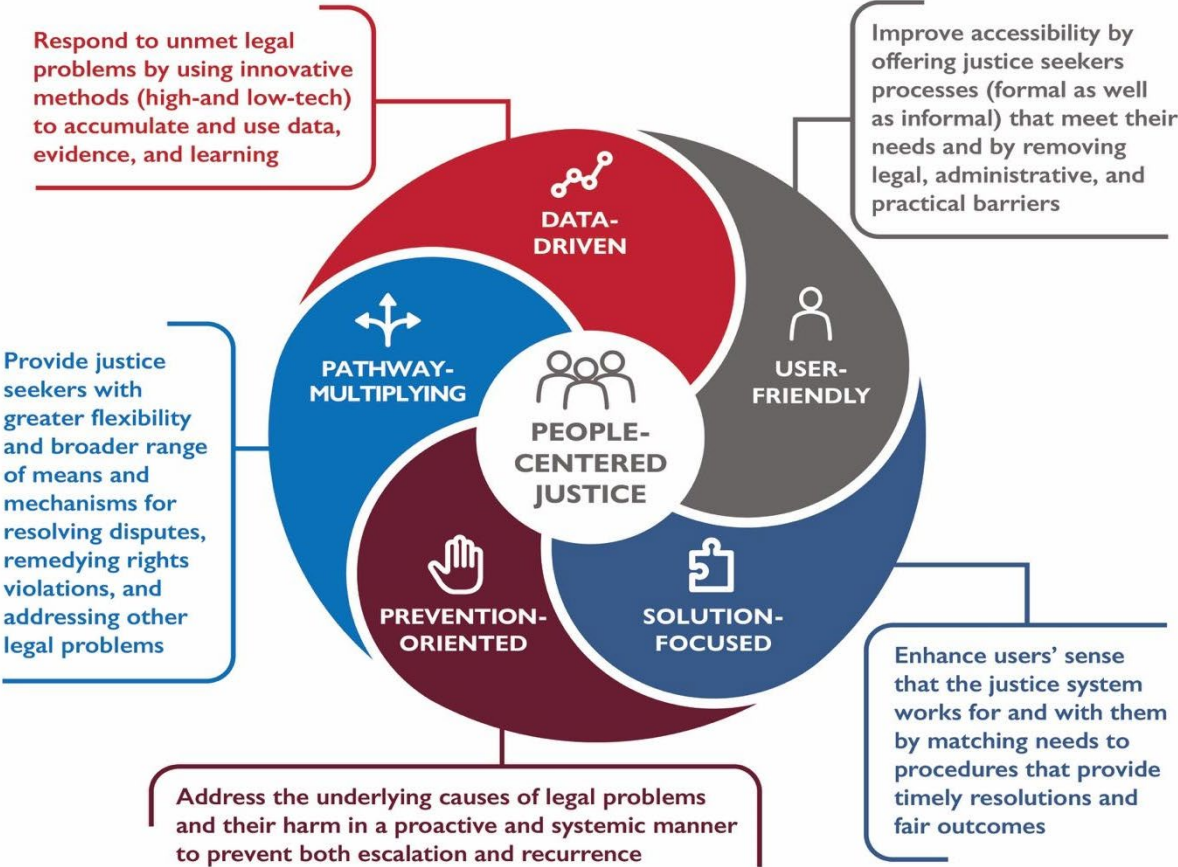 Respond to unmet legal
problems by using innovative
methods (high-and low-tech)
to accumulate and use data,
evidence, and learning
Improve accessibility by
offering justice seekers
processes (formal as well
as informal) that meet their
needs and by removing
legal, administrative, and
practical barriers
DATA-
DRIVEN
USER-
FRIENDLY
PATHWAY-
MULTIPLYING
PEOPLE-
CENTERED
JUSTICE
PREVENTION-
ORIENTED
SOLUTION-
FOCUSED
Provide justice
seekers with
greater flexibility
and broader range
of means and
mechanisms for
resolving disputes,
remedying rights
violations, and
addressing other
legal problems
Enhance users’ sense
that the justice system
works for and with them
by matching needs to
procedures that provide
timely resolutions and
fair outcomes
Address the underlying causes of legal problems
and their harm in a proactive and systemic manner
to prevent both escalation and recurrence